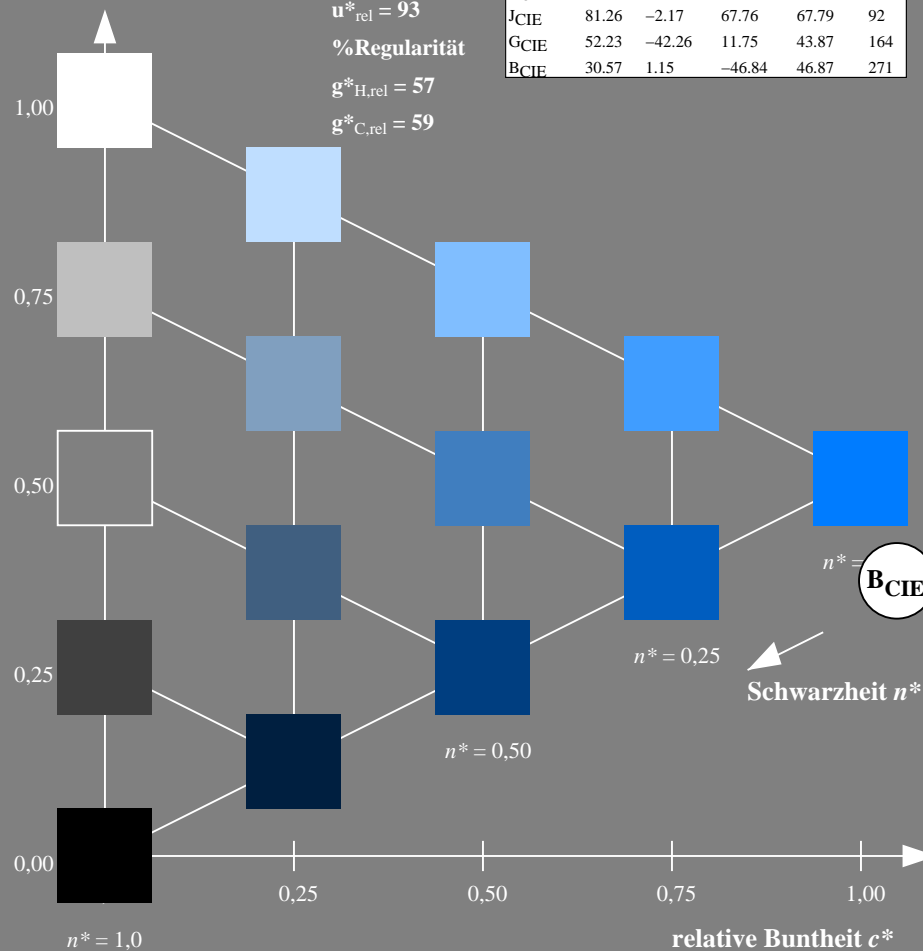 u*rel = 93
%Regularität
g*H,rel = 57
g*C,rel = 59
JCIE 81.26 −2.17 67.76 67.79 92
GCIE 52.23 −42.26 11.75 43.87 164
BCIE 30.57 1.15 −46.84 46.87 271
1,00
0,75
0,50
n* =
BCIE
n* = 0,25
0,25
Schwarzheit n*
n* = 0,50
0,00
0,25 0,50 0,75 1,00
n* = 1,0
relative Buntheit c*